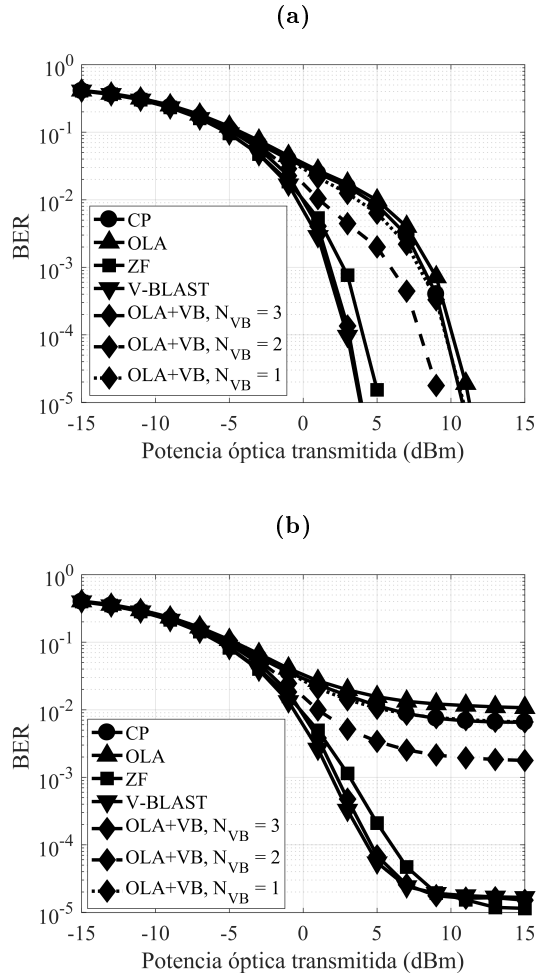 (a)
10^0
10^-1
10^-2
10^-3
10^-4
10^-5
BER
CP
OLA
ZF
V-BLAST
OLA+VB, N_VB = 3
OLA+VB, N_VB = 2
OLA+VB, N_VB = 1
-15 -10 -5 0 5 10 15
Potencia óptica transmitida (dBm)
(b)
10^0
10^-1
10^-2
10^-3
10^-4
10^-5
BER
CP
OLA
ZF
V-BLAST
OLA+VB, N_VB = 3
OLA+VB, N_VB = 2
OLA+VB, N_VB = 1
-15 -10 -5 0 5 10 15
Potencia óptica transmitida (dBm)